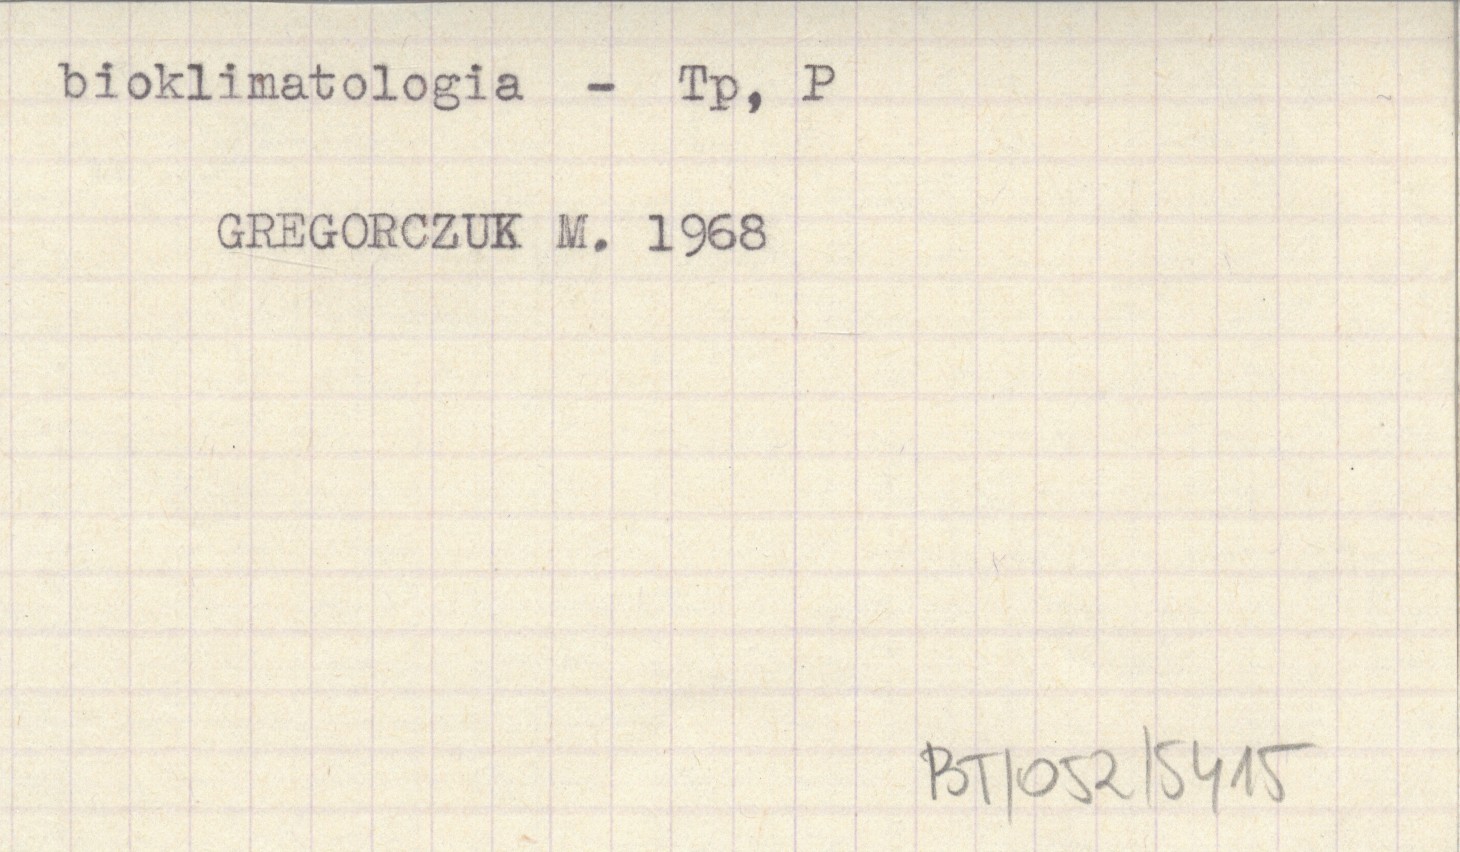 bioklimatologia - Tp, P
GREGORCZUK M. 1968
BT/052/5415